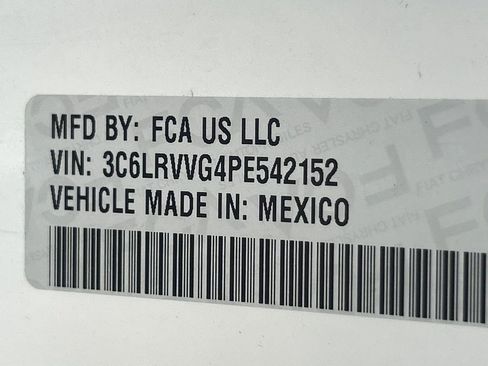 MFD BY: FCA US LLC
VIN: 3C6LRVVG4PE542152
VEHICLE MADE IN: MEXICO